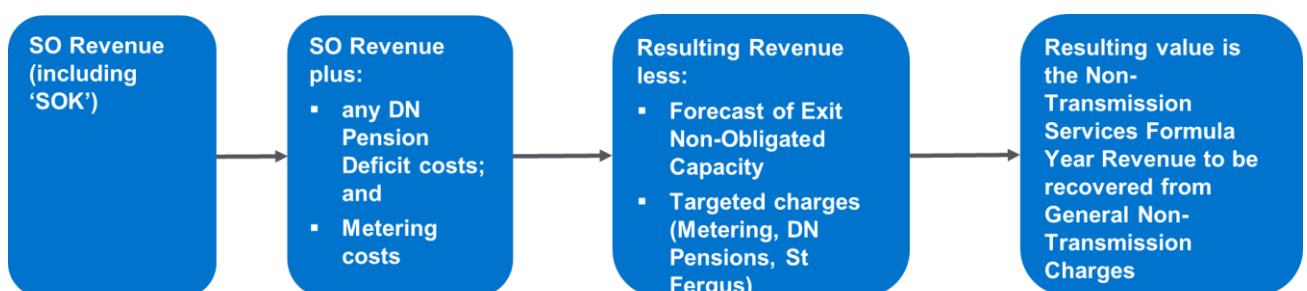 SO Revenue
(including
‘SOK’)
SO Revenue
plus:
▪ any DN
Pension
Deficit costs;
and
▪ Metering
costs
Resulting Revenue
less:
▪ Forecast of Exit
Non-Obligated
Capacity
▪ Targeted charges
(Metering, DN
Pensions, St
Fergus)
Resulting value is
the Non-
Transmission
Services Formula
Year Revenue to be
recovered from
General Non-
Transmission
Charges